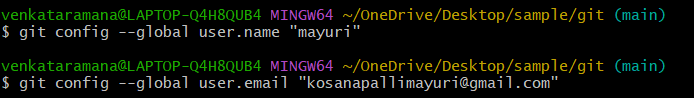 venkataramana@LAPTOP-Q4H8QUB4 MINGW64 ~/OneDrive/Desktop/sample/git (main)
$ git config --global user.name "mayuri"
venkataramana@LAPTOP-Q4H8QUB4 MINGW64 ~/OneDrive/Desktop/sample/git (main)
$ git config --global user.email "kosanapallimayuri@gmail.com"